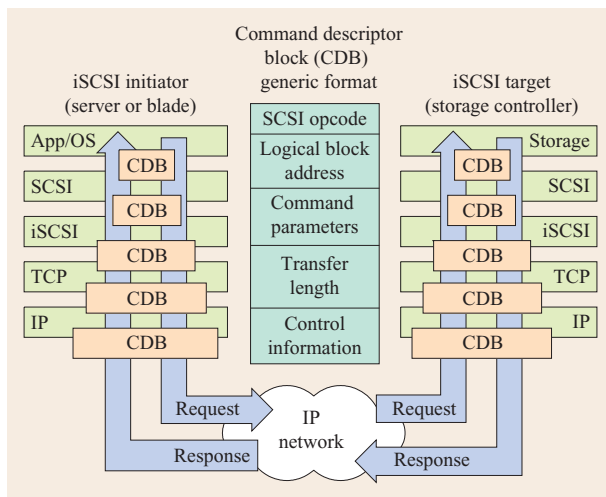 Command descriptor
block (CDB)
generic format
iSCSI initiator
(server or blade)
iSCSI target
(storage controller)
App/OS
CDB
SCSI
CDB
iSCSI
CDB
TCP
CDB
IP
CDB
SCSI opcode
Logical block
address
Command
parameters
Transfer
length
Control
information
Storage
CDB
SCSI
CDB
iSCSI
CDB
TCP
CDB
IP
CDB
Request
Response
IP
network
Request
Response